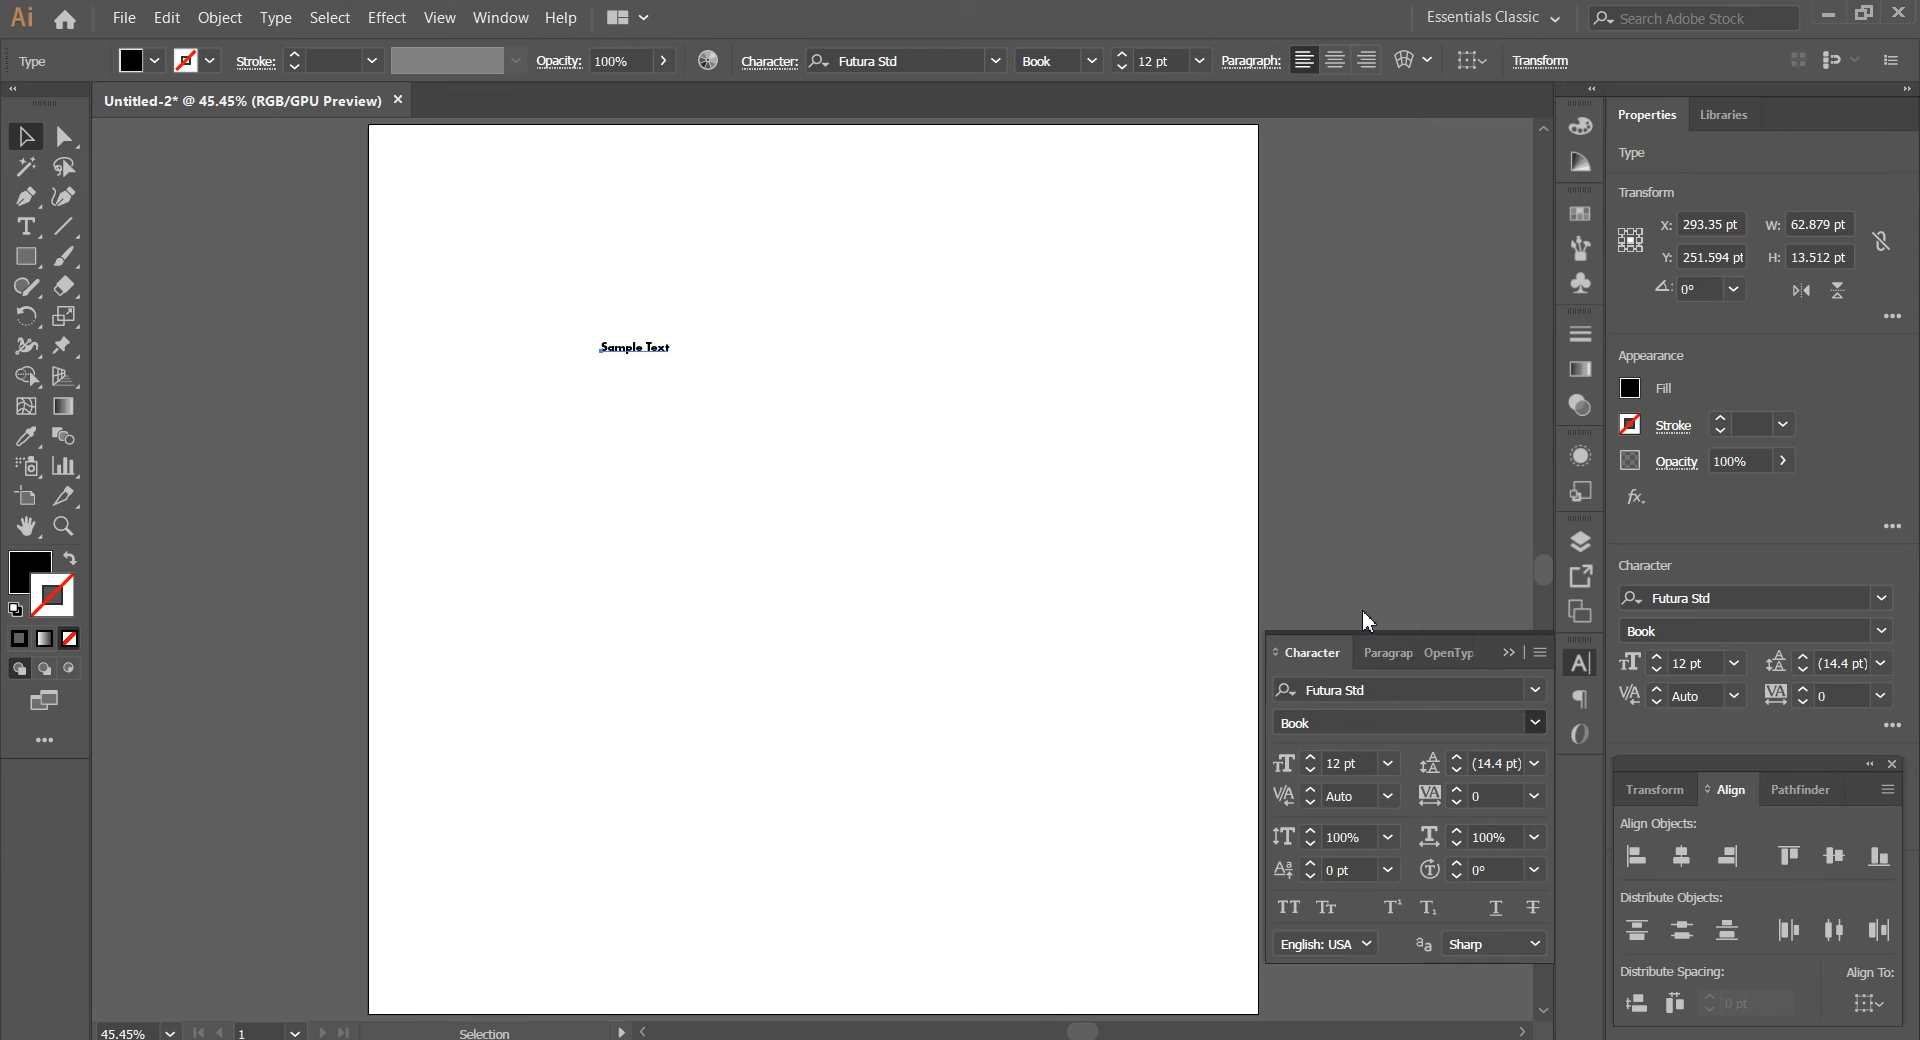 Ai File Edit Object Type Select Effect View Window Help Essentials Classic Search Adobe Stock
Type Stroke: Opacity: 100% Character: Futura Std Book 12 pt Paragraph: Transform
Untitled-2* @ 45.45% (RGB/GPU Preview) ×
Sample Text
45.45% 1 Selection
Character Paragrap OpenTyp
Futura Std
Book
12 pt (14.4 pt)
Auto 0
100% 100%
0 pt 0°
English: USA Sharp
Properties Libraries
Type
Transform
X: 293.35 pt W: 62.879 pt
Y: 251.594 pt H: 13.512 pt
0°
Appearance
Fill
Stroke
Opacity 100%
fx.
Character
Futura Std
Book
12 pt (14.4 pt)
Auto 0
Transform Align Pathfinder
Align Objects:
Distribute Objects:
Distribute Spacing: Align To:
0 pt